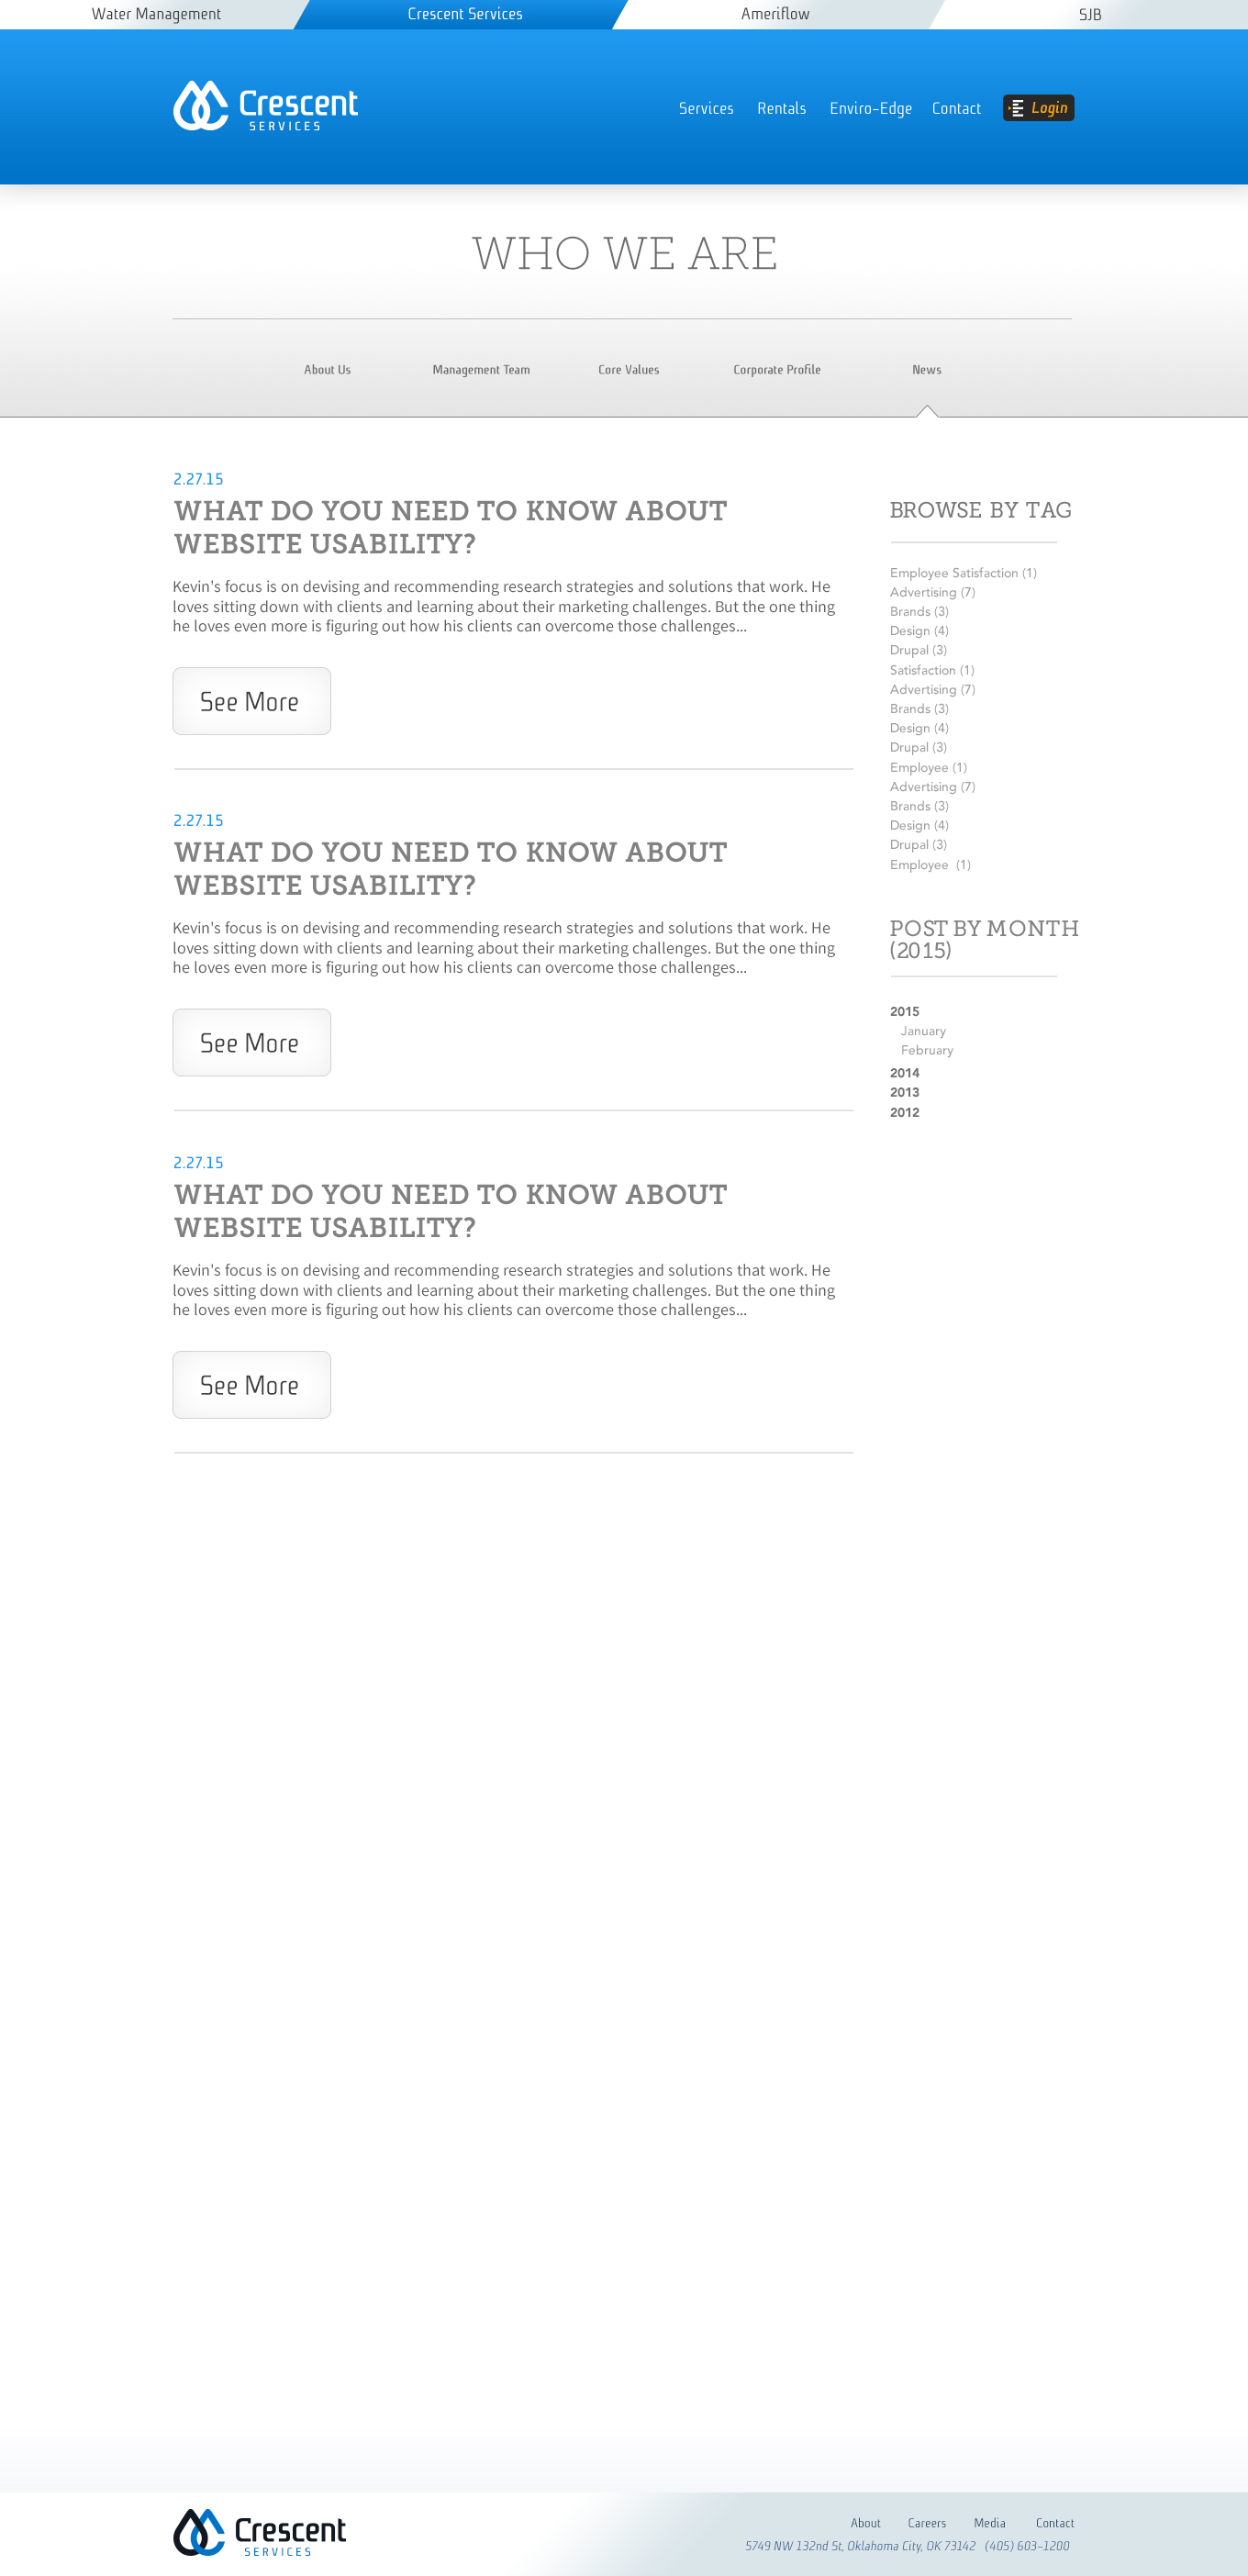 Water Management
Crescent Services
Ameriflow
SJB
Crescent
SERVICES
Services
Rentals
Enviro-Edge
Contact
Login
WHO WE ARE
About Us
Management Team
Core Values
Corporate Profile
News
2.27.15
WHAT DO YOU NEED TO KNOW ABOUT
WEBSITE USABILITY?
Kevin's focus is on devising and recommending research strategies and solutions that work. He
loves sitting down with clients and learning about their marketing challenges. But the one thing
he loves even more is figuring out how his clients can overcome those challenges...
See More
2.27.15
WHAT DO YOU NEED TO KNOW ABOUT
WEBSITE USABILITY?
Kevin's focus is on devising and recommending research strategies and solutions that work. He
loves sitting down with clients and learning about their marketing challenges. But the one thing
he loves even more is figuring out how his clients can overcome those challenges...
See More
2.27.15
WHAT DO YOU NEED TO KNOW ABOUT
WEBSITE USABILITY?
Kevin's focus is on devising and recommending research strategies and solutions that work. He
loves sitting down with clients and learning about their marketing challenges. But the one thing
he loves even more is figuring out how his clients can overcome those challenges...
See More
BROWSE BY TAG
Employee Satisfaction (1)
Advertising (7)
Brands (3)
Design (4)
Drupal (3)
Satisfaction (1)
Advertising (7)
Brands (3)
Design (4)
Drupal (3)
Employee (1)
Advertising (7)
Brands (3)
Design (4)
Drupal (3)
Employee (1)
POST BY MONTH
(2015)
2015
January
February
2014
2013
2012
Crescent
SERVICES
About
Careers
Media
Contact
5749 NW 132nd St, Oklahoma City, OK 73142 (405) 603-1200